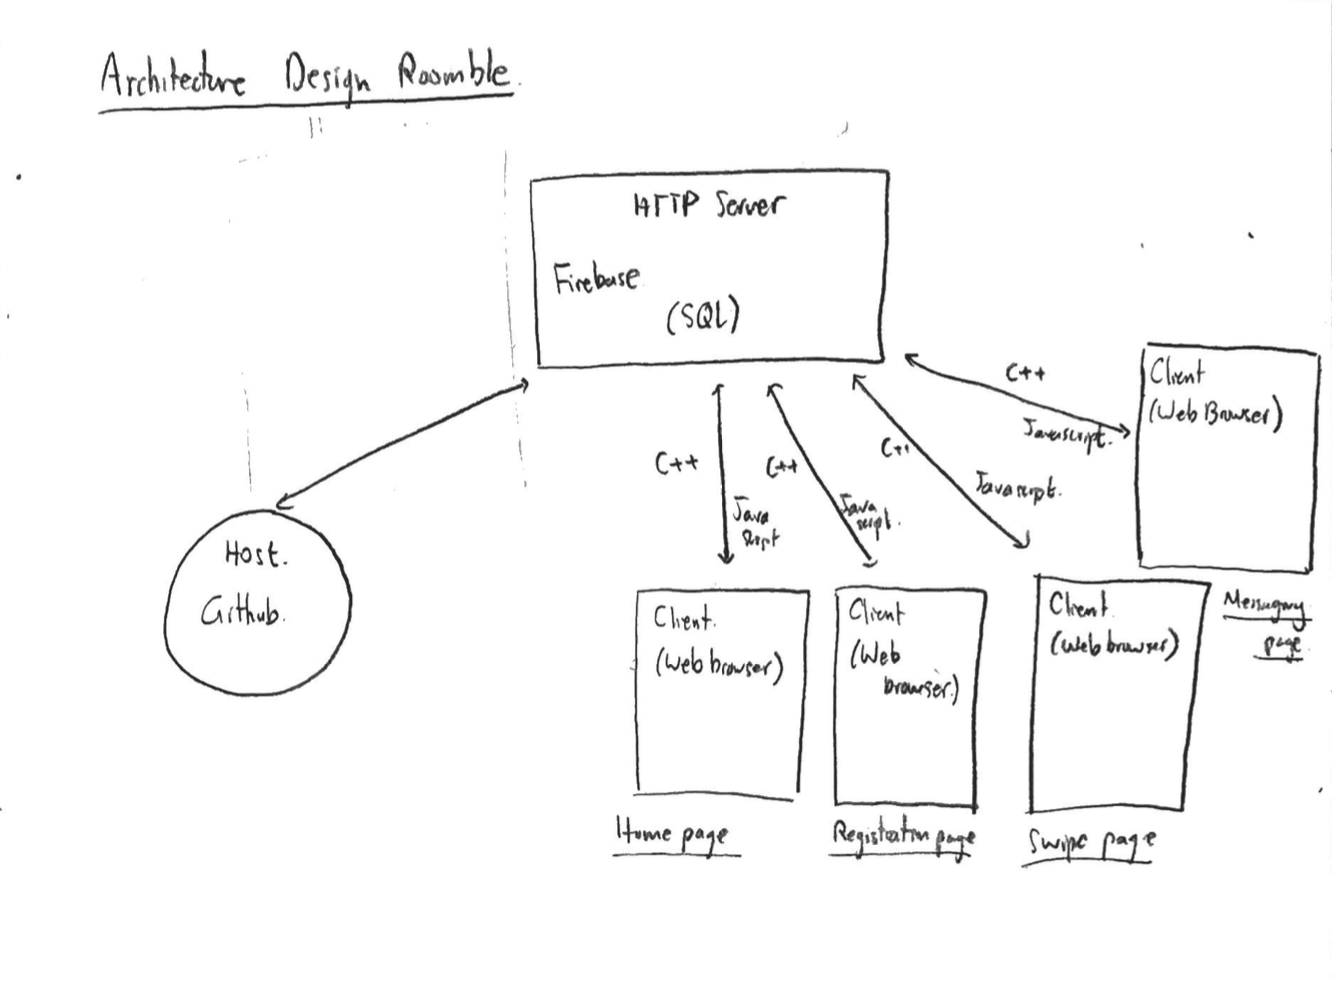 Architecture Design Roomble.
HTTP Server
Firebase
(SQL)
C++
Javascript.
Client
(Web Browser)
Messaging
page
C++
Java
script
C++
Java
script.
C++
Javascript.
Host.
Github.
Client.
(Web browser)
Home page
Client
(Web
browser.)
Registration page
Client
(Web browser)
Swipe page